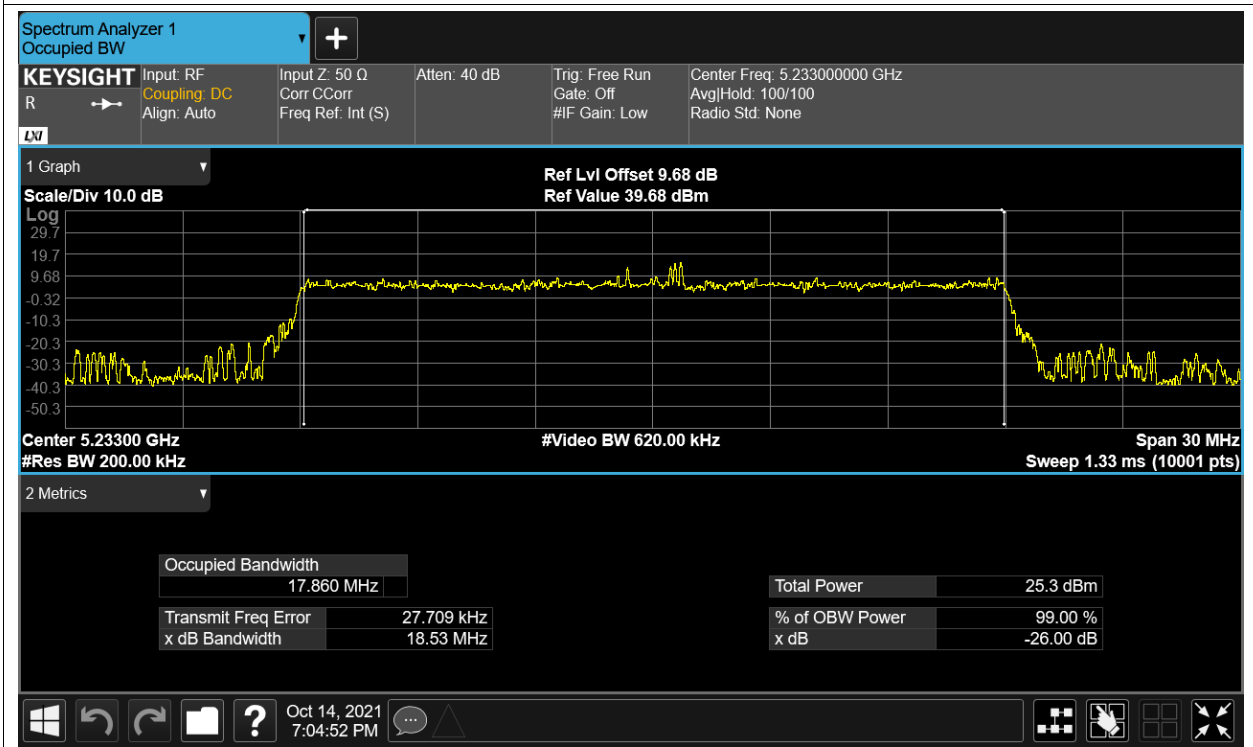 Spectrum Analyzer 1
Occupied BW
KEYSIGHT
R
LXI
Input: RF
Coupling: DC
Align: Auto
Input Z: 50 Ω
Corr CCorr
Freq Ref: Int (S)
Atten: 40 dB
Trig: Free Run
Gate: Off
#IF Gain: Low
Center Freq: 5.233000000 GHz
Avg|Hold: 100/100
Radio Std: None
1 Graph
Scale/Div 10.0 dB
Ref Lvl Offset 9.68 dB
Ref Value 39.68 dBm
Log
29.7
19.7
9.68
-0.32
-10.3
-20.3
-30.3
-40.3
-50.3
Center 5.23300 GHz
#Video BW 620.00 kHz
Span 30 MHz
#Res BW 200.00 kHz
Sweep 1.33 ms (10001 pts)
2 Metrics
Occupied Bandwidth
17.860 MHz
Total Power 25.3 dBm
Transmit Freq Error 27.709 kHz
% of OBW Power 99.00 %
x dB Bandwidth 18.53 MHz
x dB -26.00 dB
?
Oct 14, 2021
7:04:52 PM